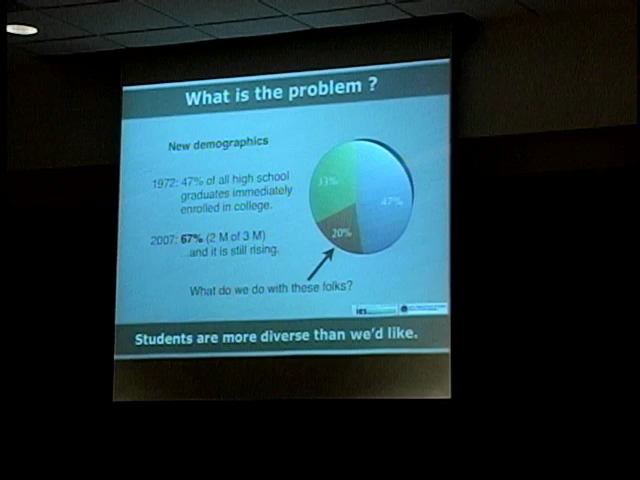 What is the problem ?
New demographics
1972: 47% of all high school
graduates immediately
enrolled in college.
2007: 67% (2 M of 3 M)
...and it is still rising.
33%
47%
20%
What do we do with these folks?
ies
Students are more diverse than we'd like.